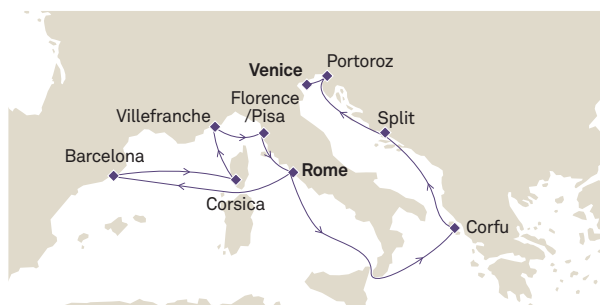 Portoroz
Venice
Florence
/Pisa
Villefranche
Split
Barcelona
Rome
Corsica
Corfu